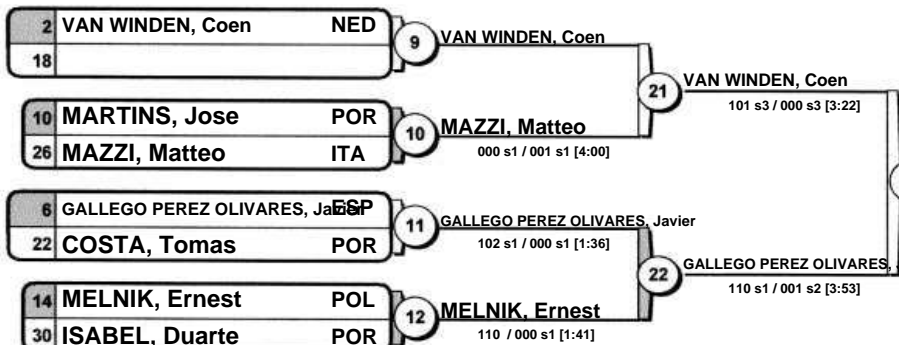 2 VAN WINDEN, Coen NED
18
9
VAN WINDEN, Coen
10 MARTINS, Jose POR
26 MAZZI, Matteo ITA
10
MAZZI, Matteo
000 s1 / 001 s1 [4:00]
21
VAN WINDEN, Coen
101 s3 / 000 s3 [3:22]
6 GALLEGO PEREZ OLIVARES, Javier ESP
22 COSTA, Tomas POR
11
GALLEGO PEREZ OLIVARES, Javier
102 s1 / 000 s1 [1:36]
14 MELNIK, Ernest POL
30 ISABEL, Duarte POR
12
MELNIK, Ernest
110 / 000 s1 [1:41]
22
GALLEGO PEREZ OLIVARES,
110 s1 / 001 s2 [3:53]